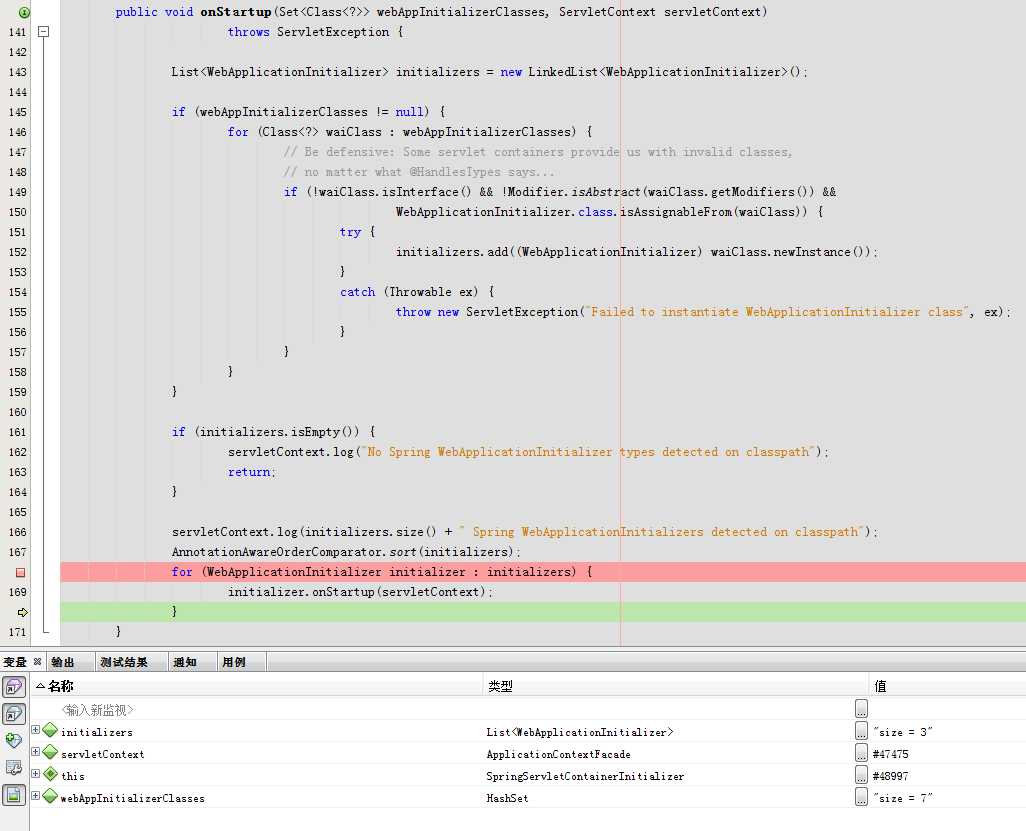 public void onStartup(Set<Class<?>> webAppInitializerClasses, ServletContext servletContext)
141 throws ServletException {
142
143 List<WebApplicationInitializer> initializers = new LinkedList<WebApplicationInitializer>();
144
145 if (webAppInitializerClasses != null) {
146 for (Class<?> waiClass : webAppInitializerClasses) {
147 // Be defensive: Some servlet containers provide us with invalid classes,
148 // no matter what @HandlesTypes says...
149 if (!waiClass.isInterface() && !Modifier.isAbstract(waiClass.getModifiers()) &&
150 WebApplicationInitializer.class.isAssignableFrom(waiClass)) {
151 try {
152 initializers.add((WebApplicationInitializer) waiClass.newInstance());
153 }
154 catch (Throwable ex) {
155 throw new ServletException("Failed to instantiate WebApplicationInitializer class", ex);
156 }
157 }
158 }
159 }
160
161 if (initializers.isEmpty()) {
162 servletContext.log("No Spring WebApplicationInitializer types detected on classpath");
163 return;
164 }
165
166 servletContext.log(initializers.size() + " Spring WebApplicationInitializers detected on classpath");
167 AnnotationAwareOrderComparator.sort(initializers);
for (WebApplicationInitializer initializer : initializers) {
169 initializer.onStartup(servletContext);
}
171 }
变量 输出 测试结果 通知 用例
名称 类型 值
<输入新监视> ...
initializers List<WebApplicationInitializer> ... "size = 3"
servletContext ApplicationContextFacade ... #47475
this SpringServletContainerInitializer ... #48997
webAppInitializerClasses HashSet ... "size = 7"